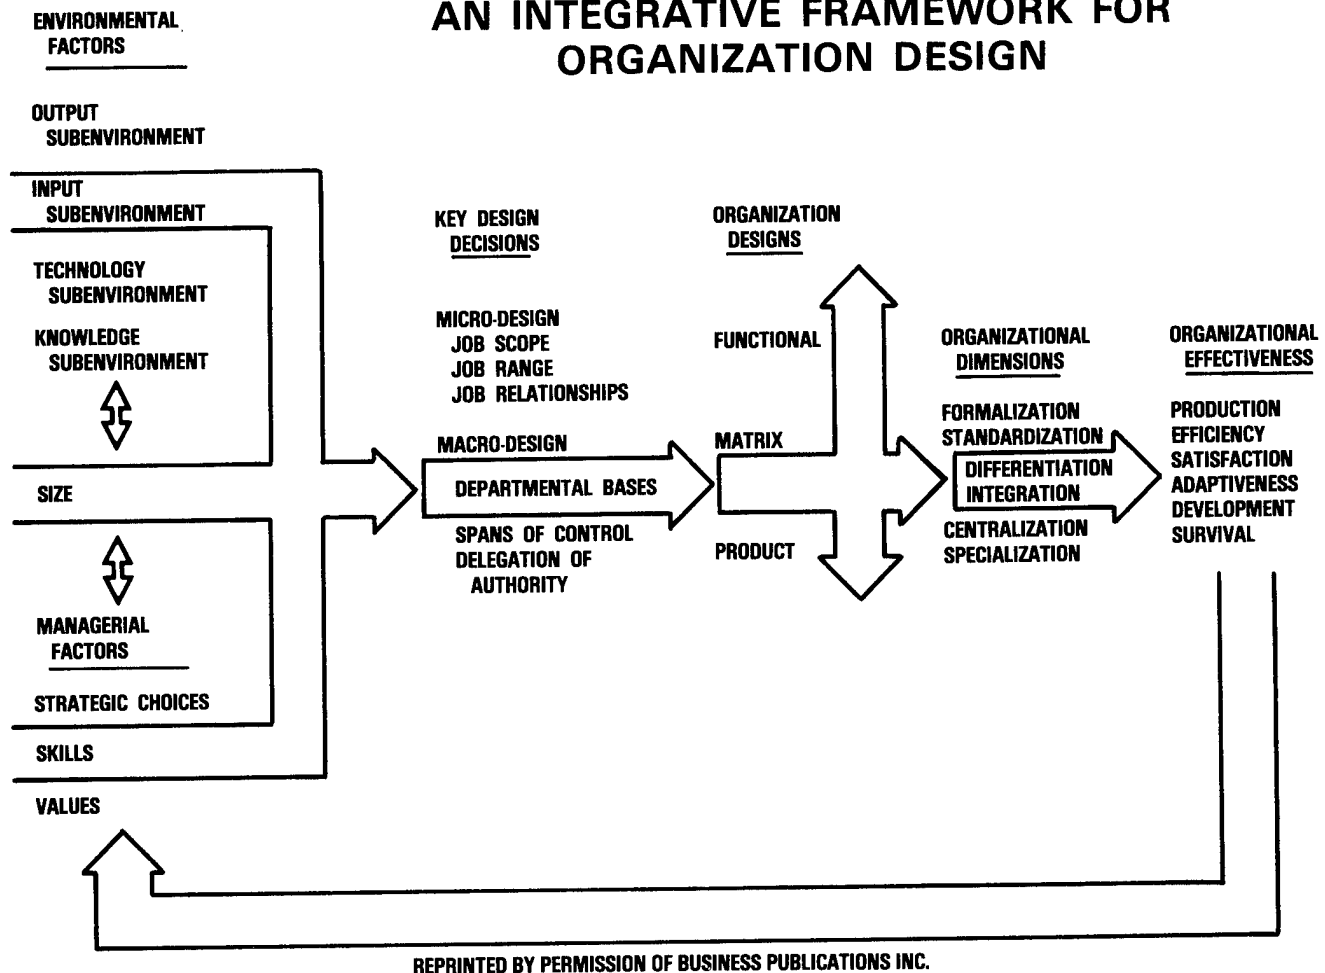 AN INTEGRATIVE FRAMEWORK FOR
ORGANIZATION DESIGN
ENVIRONMENTAL
FACTORS
OUTPUT
SUBENVIRONMENT
INPUT
SUBENVIRONMENT
TECHNOLOGY
SUBENVIRONMENT
KNOWLEDGE
SUBENVIRONMENT
SIZE
MANAGERIAL
FACTORS
STRATEGIC CHOICES
SKILLS
VALUES
KEY DESIGN
DECISIONS
MICRO-DESIGN
JOB SCOPE
JOB RANGE
JOB RELATIONSHIPS
MACRO-DESIGN
DEPARTMENTAL BASES
SPANS OF CONTROL
DELEGATION OF
AUTHORITY
ORGANIZATION
DESIGNS
FUNCTIONAL
MATRIX
PRODUCT
ORGANIZATIONAL
DIMENSIONS
FORMALIZATION
STANDARDIZATION
DIFFERENTIATION
INTEGRATION
CENTRALIZATION
SPECIALIZATION
ORGANIZATIONAL
EFFECTIVENESS
PRODUCTION
EFFICIENCY
SATISFACTION
ADAPTIVENESS
DEVELOPMENT
SURVIVAL
REPRINTED BY PERMISSION OF BUSINESS PUBLICATIONS INC.